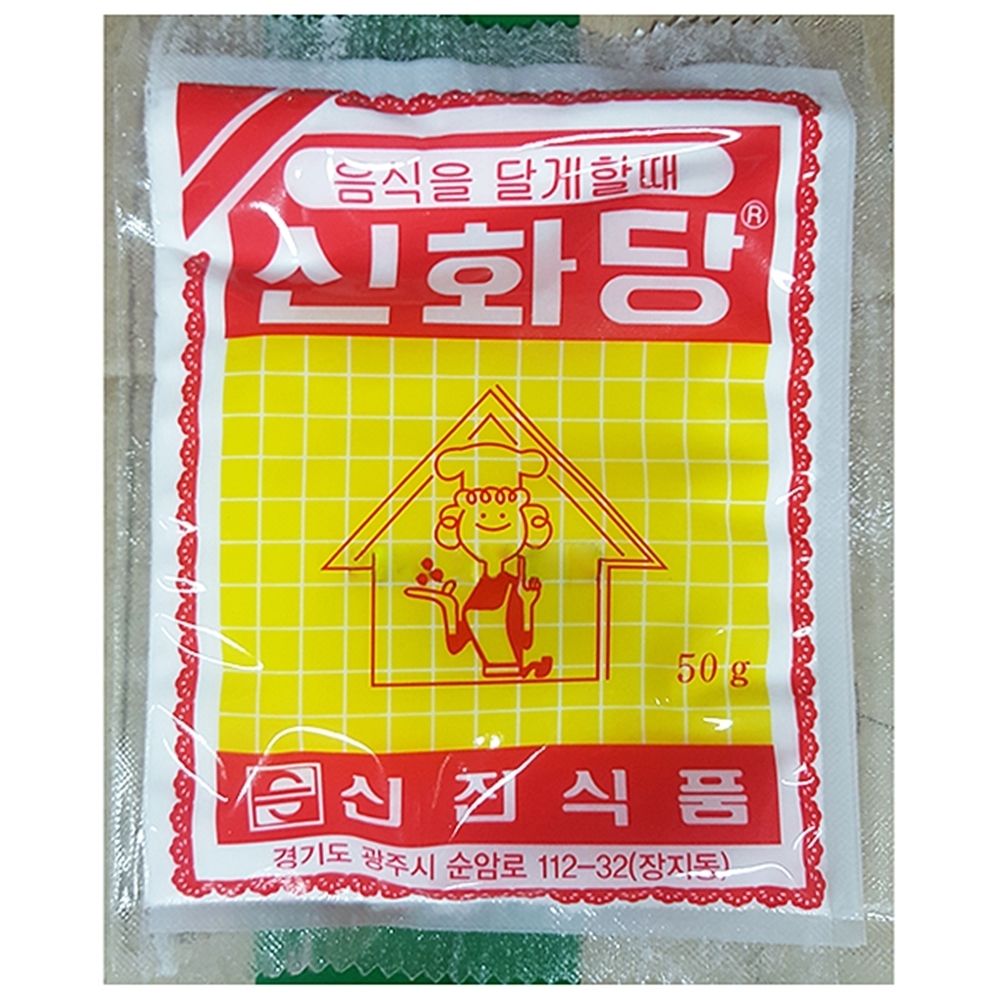 음식을 달게할때
신화당®
50 g
신진식품
경기도 광주시 순암로 112-32(장지동)